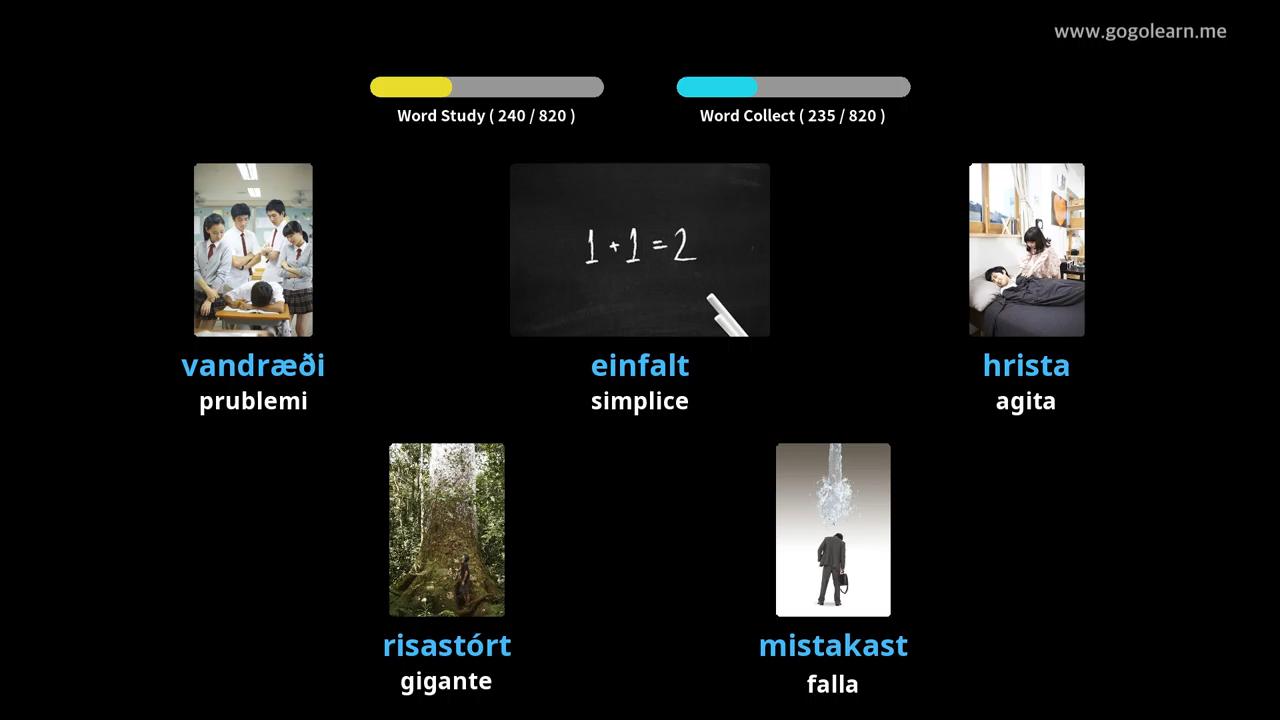 www.gogolearn.me
Word Study ( 240 / 820 )
Word Collect ( 235 / 820 )
1 + 1 = 2
vandræði
prublemi
einfalt
simplice
hrista
agita
risastórt
gigante
mistakast
falla